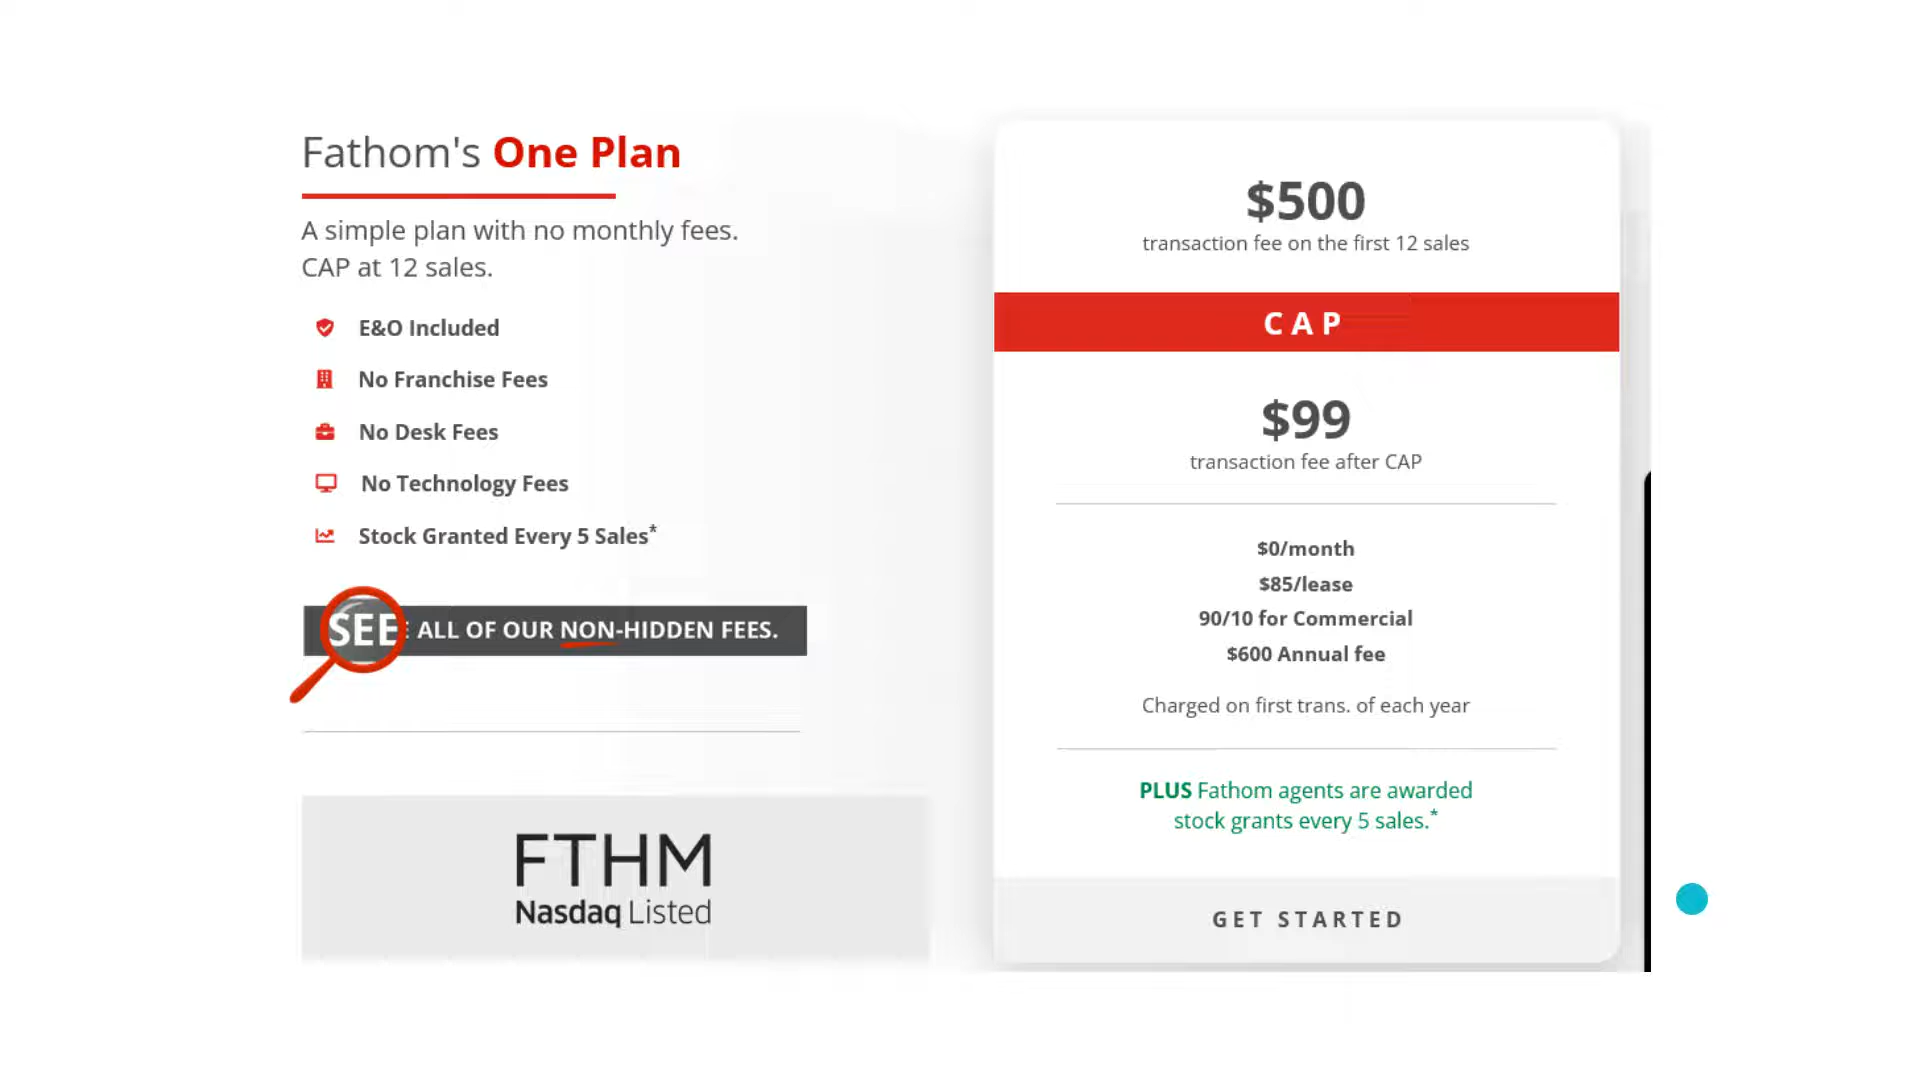 Fathom's One Plan
A simple plan with no monthly fees.
CAP at 12 sales.
E&O Included
No Franchise Fees
No Desk Fees
No Technology Fees
Stock Granted Every 5 Sales*
SEE ALL OF OUR NON-HIDDEN FEES.
FTHM
Nasdaq Listed
$500
transaction fee on the first 12 sales
CAP
$99
transaction fee after CAP
$0/month
$85/lease
90/10 for Commercial
$600 Annual fee
Charged on first trans. of each year
PLUS Fathom agents are awarded
stock grants every 5 sales.*
GET STARTED